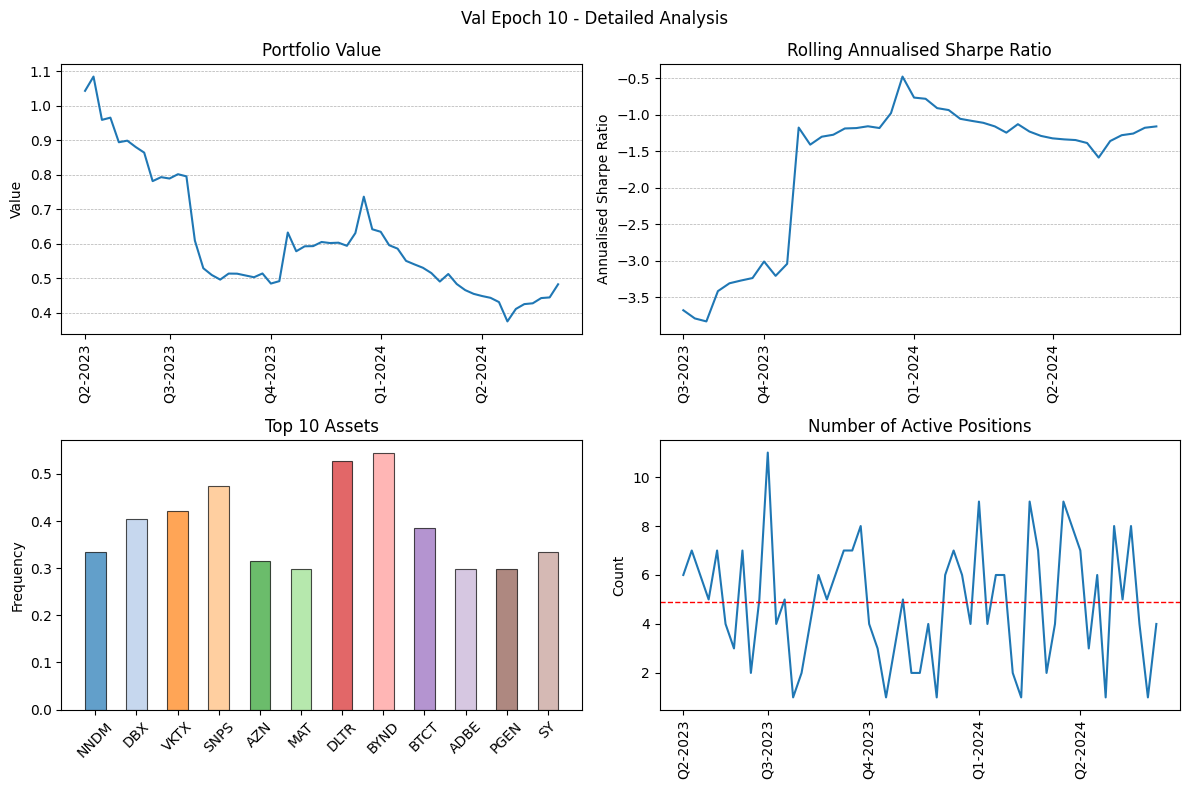 Val Epoch 10 - Detailed Analysis
Portfolio Value
Value
1.1
1.0
0.9
0.8
0.7
0.6
0.5
0.4
Q2-2023
Q3-2023
Q4-2023
Q1-2024
Q2-2024
Rolling Annualised Sharpe Ratio
Annualised Sharpe Ratio
−0.5
−1.0
−1.5
−2.0
−2.5
−3.0
−3.5
Q3-2023
Q4-2023
Q1-2024
Q2-2024
Top 10 Assets
Frequency
0.5
0.4
0.3
0.2
0.1
0.0
NNDM
DBX
VKTX
SNPS
AZN
MAT
DLTR
BYND
BTCT
ADBE
PGEN
SY
Number of Active Positions
Count
10
8
6
4
2
Q2-2023
Q3-2023
Q4-2023
Q1-2024
Q2-2024